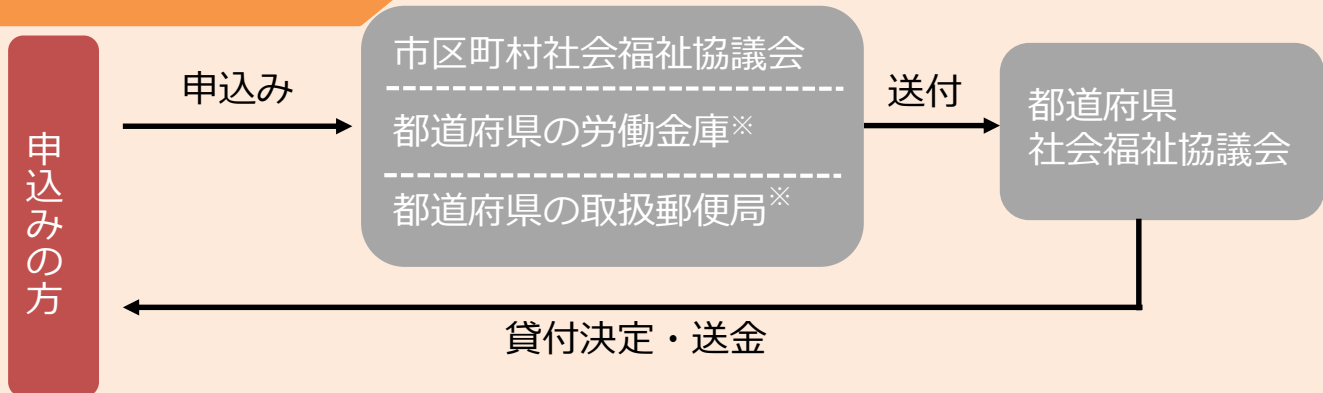 申込みの方
申込み
市区町村社会福祉協議会
都道府県の労働金庫※
都道府県の取扱郵便局※
送付
都道府県
社会福祉協議会
貸付決定・送金